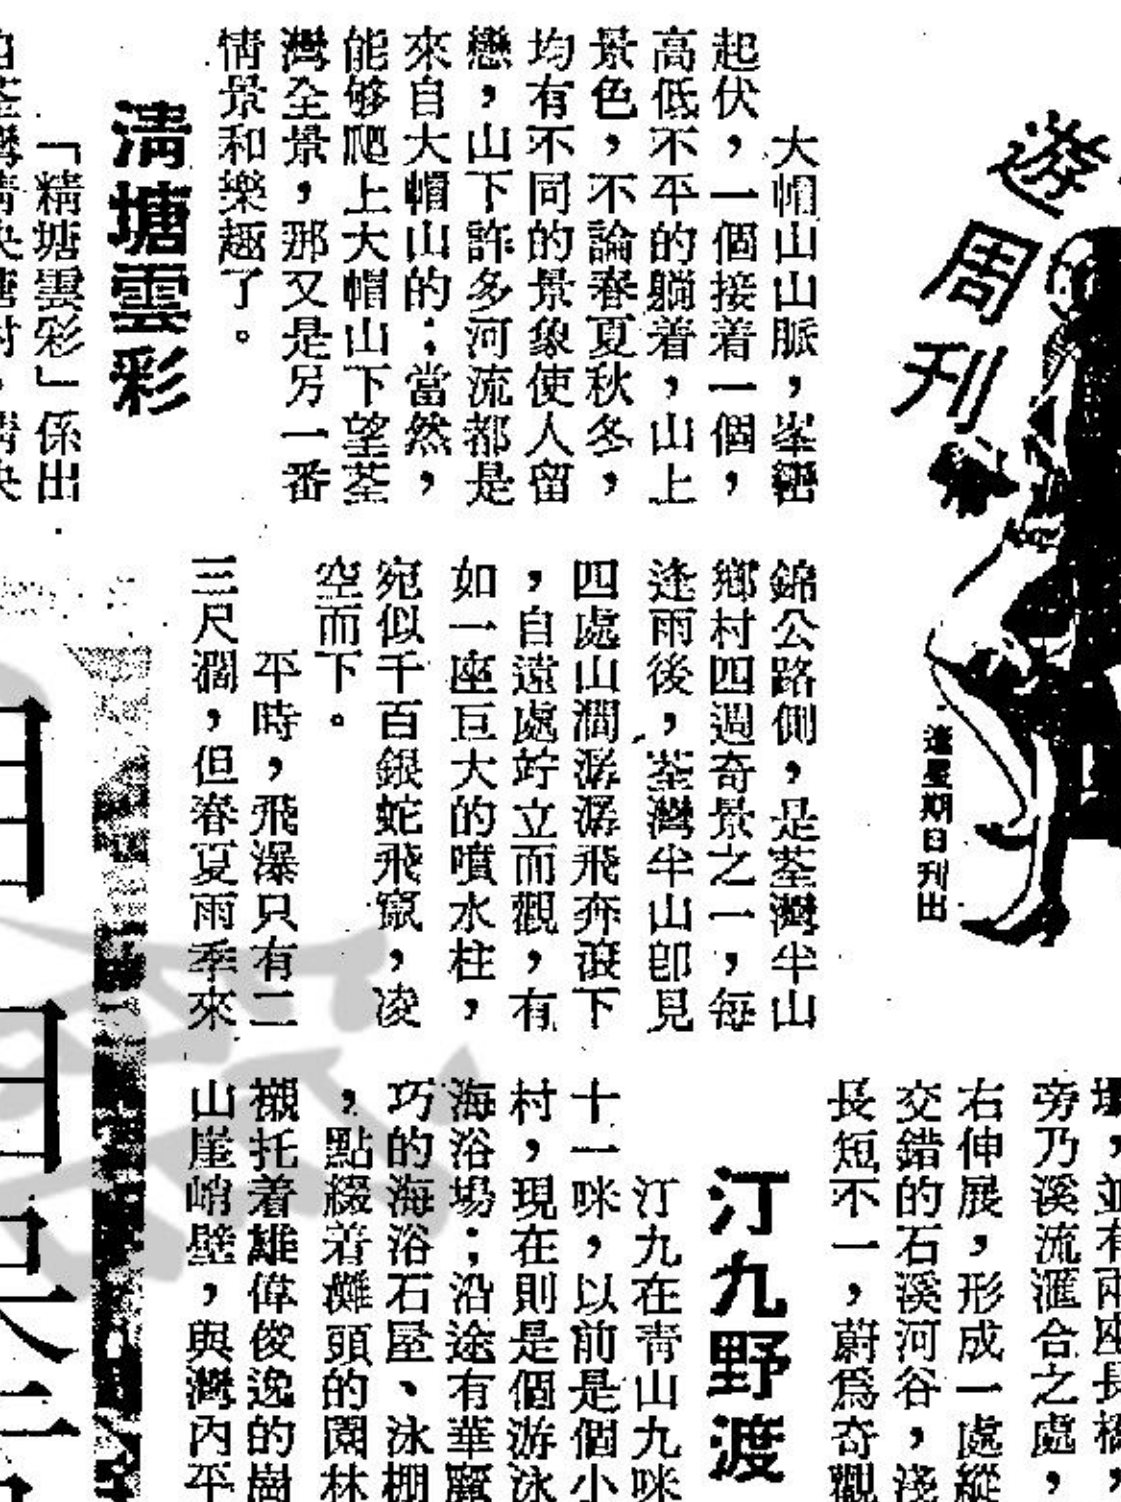 遊
周
刊
逢星期日刊出
大帽山山脈，峯巒
起伏，一個接着一個，
高低不平的躺着，山上
景色，不論春夏秋冬，
均有不同的景象使人留
戀，山下許多河流都是
來自大帽山的；當然，
能够爬上大帽山下望荃
灣全景，那又是另一番
情景和樂趣了。
清塘雲彩
「精塘雲彩」係出
錦公路側，是荃灣半山
鄉村四週奇景之一，每
逢雨後，荃灣半山卽見
四處山澗潺潺飛奔滾下
，自遠處竚立而觀，有
如一座巨大的噴水柱，
宛似千百銀蛇飛竄，凌
空而下。
平時，飛瀑只有二
三尺濶，但春夏雨季來
，並有兩座長橋，
旁乃溪流滙合之處，
右伸展，形成一處縱
交錯的石溪河谷，淺
長短不一，蔚爲奇觀
汀九野渡
汀九在靑山九咪
十一咪，以前是個小
村，現在則是個游泳
海浴場；沿途有華麗
巧的海浴石屋、泳棚
，點綴着灘頭的園林
襯托着雄偉俊逸的樹
山崖峭壁，與灣內平